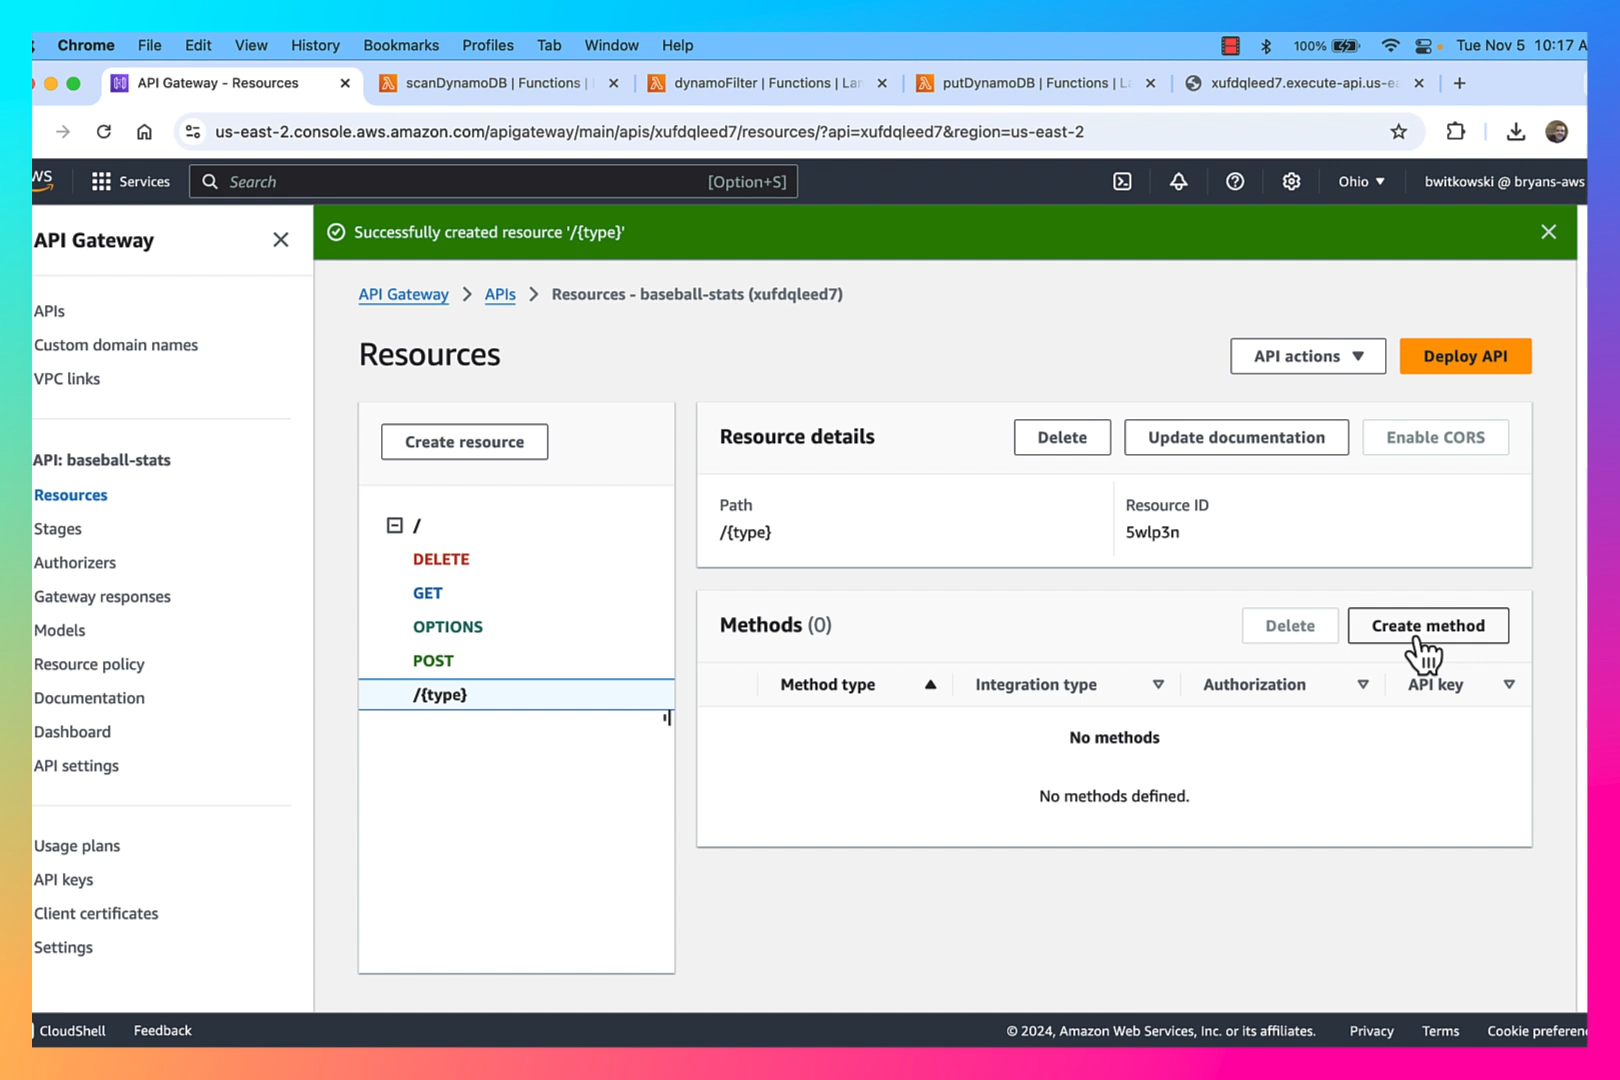 Chrome File Edit View History Bookmarks Profiles Tab Window Help 100% Tue Nov 5 10:17 A
API Gateway - Resources scanDynamoDB | Functions | dynamoFilter | Functions | Lan putDynamoDB | Functions | La xufdqleed7.execute-api.us-ea
us-east-2.console.aws.amazon.com/apigateway/main/apis/xufdqleed7/resources/?api=xufdqleed7&region=us-east-2
Services Search [Option+S] Ohio ▼ bwitkowski @ bryans-aws
API Gateway
APIs
Custom domain names
VPC links
API: baseball-stats
Resources
Stages
Authorizers
Gateway responses
Models
Resource policy
Documentation
Dashboard
API settings
Usage plans
API keys
Client certificates
Settings
Successfully created resource '/{type}'
API Gateway > APIs > Resources - baseball-stats (xufdqleed7)
Resources
API actions ▼ Deploy API
Create resource
/
DELETE
GET
OPTIONS
POST
/{type}
Resource details Delete Update documentation Enable CORS
Path
/{type}
Resource ID
5wlp3n
Methods (0) Delete Create method
Method type Integration type Authorization API key
No methods
No methods defined.
CloudShell Feedback © 2024, Amazon Web Services, Inc. or its affiliates. Privacy Terms Cookie preferen